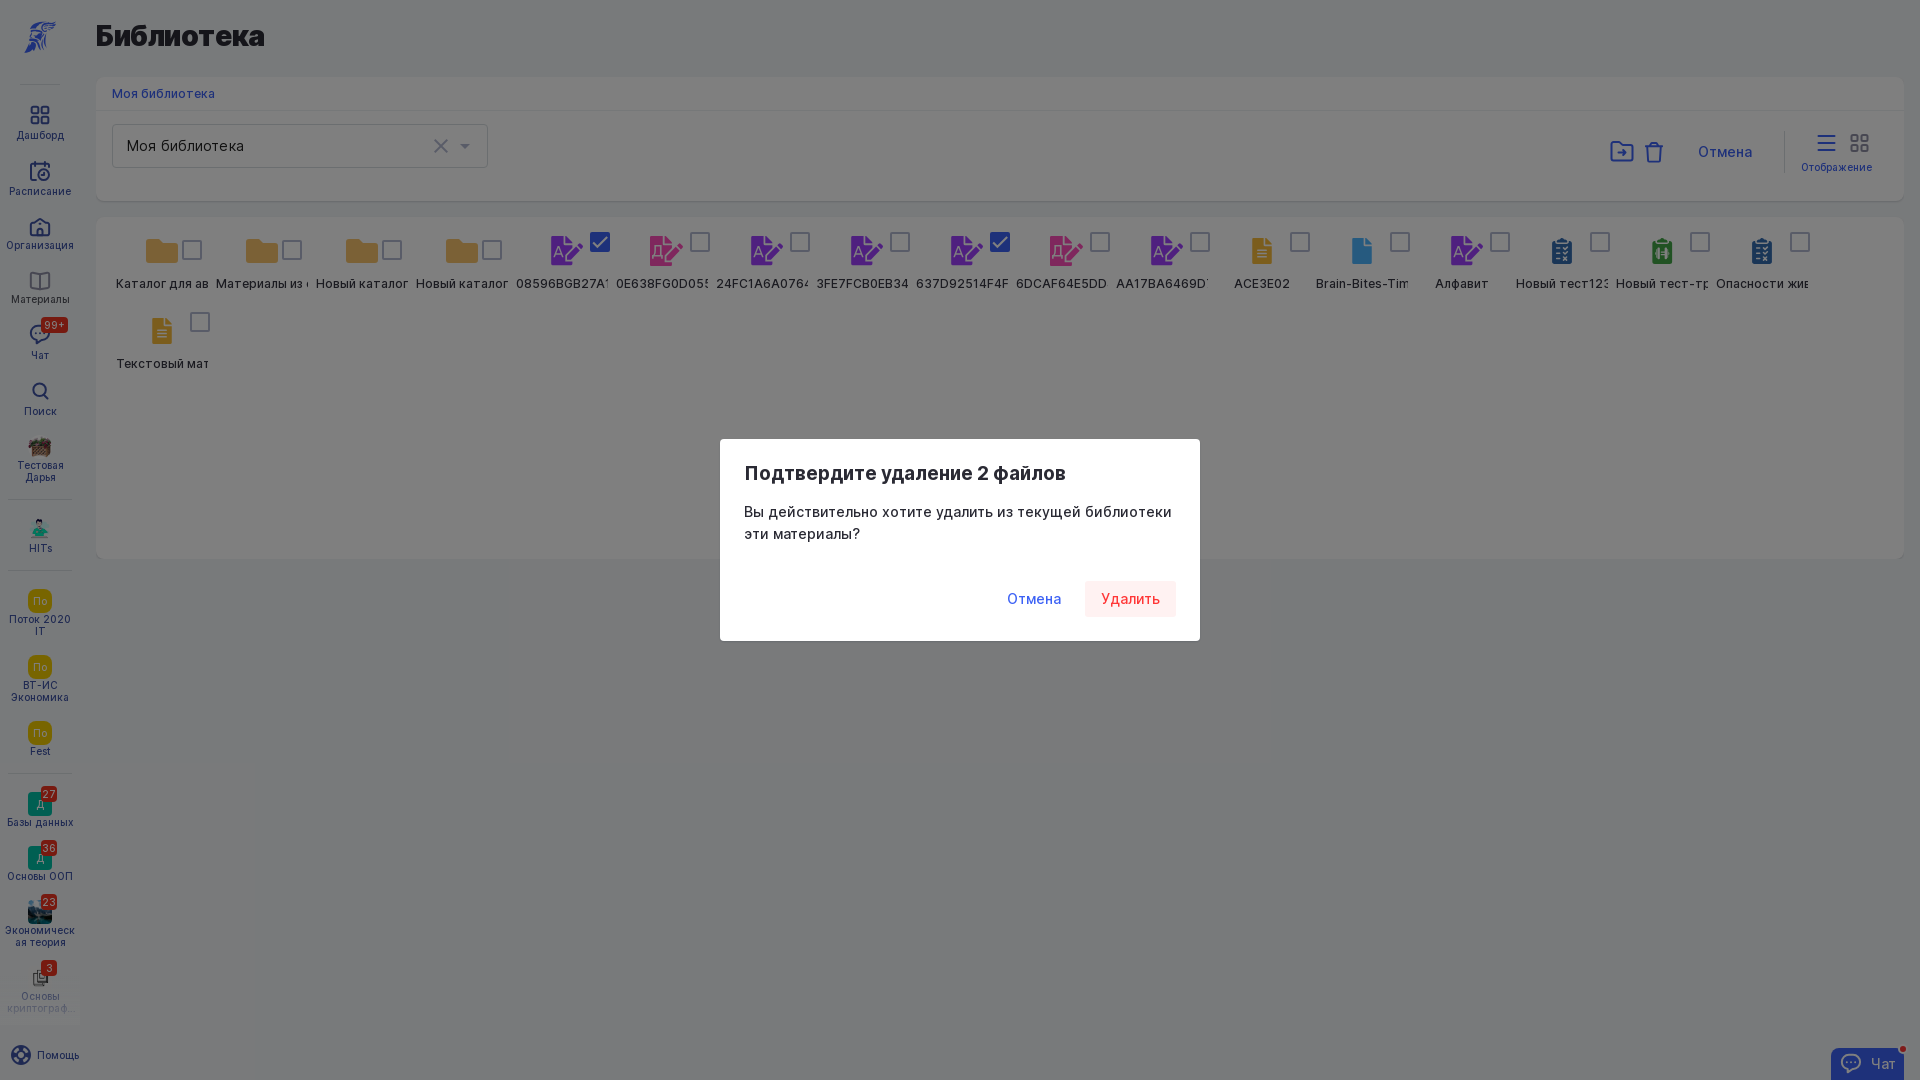 Библиотека
Моя библиотека
Моя библиотека
Отмена
Отображение
Дашборд
Расписание
Организация
Материалы
99+
Чат
Поиск
Тестовая
Дарья
HITs
По
Поток 2020
IT
По
ВТ-ИС
Экономика
По
Fest
27
Д
Базы данных
36
Д
Основы ООП
23
Экономическ
ая теория
3
Основы
криптограф...
Помощь
Каталог для ав
Материалы из
Новый каталог
Новый каталог
08596BGB27A1
0E638FG0D055
24FC1A6A0764
3FE7FCB0EB34
637D92514F4F
6DCAF64E5DD
AA17BA6469D7
ACE3E02
Brain-Bites-Tim
Алфавит
Новый тест123
Новый тест-тр
Опасности жив
Текстовый мат
Подтвердите удаление 2 файлов
Вы действительно хотите удалить из текущей библиотеки
эти материалы?
Отмена
Удалить
Чат